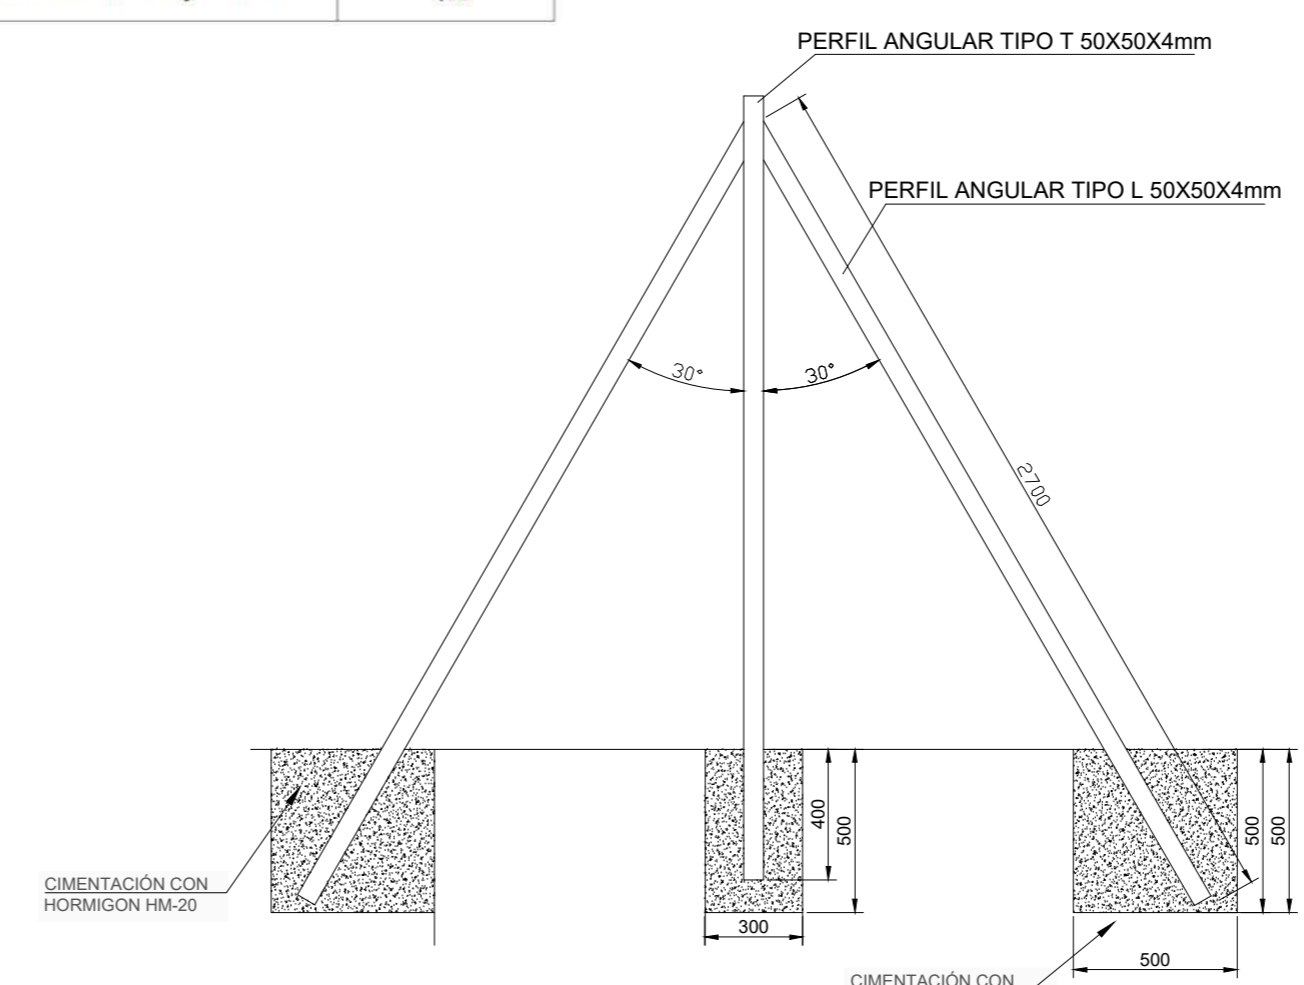 PERFIL ANGULAR TIPO T 50X50X4mm
PERFIL ANGULAR TIPO L 50X50X4mm
30°
30°
2700
400
500
500
500
CIMENTACIÓN CON
HORMIGON HM-20
300
500
CIMENTACIÓN CON